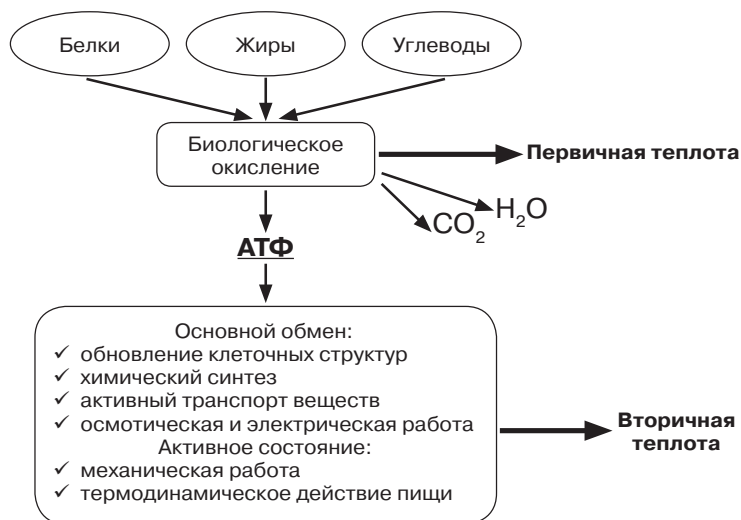 Белки
Жиры
Углеводы
Биологическое
окисление
Первичная теплота
H₂O
CO₂
АТФ
Основной обмен:
✓ обновление клеточных структур
✓ химический синтез
✓ активный транспорт веществ
✓ осмотическая и электрическая работа
Активное состояние:
✓ механическая работа
✓ термодинамическое действие пищи
Вторичная
теплота